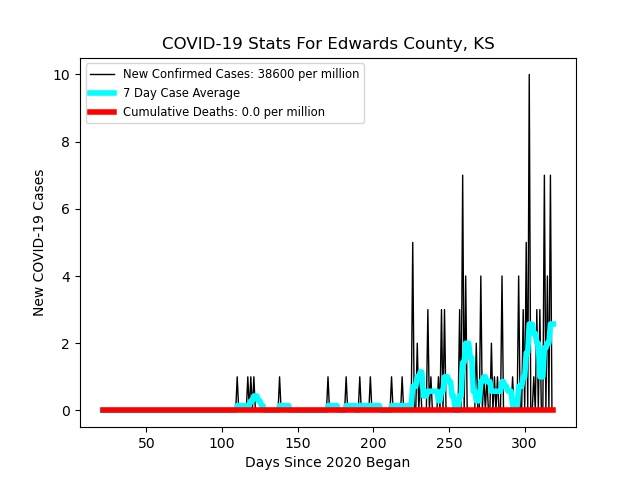 COVID-19 Stats For Edwards County, KS
New Confirmed Cases: 38600 per million
7 Day Case Average
Cumulative Deaths: 0.0 per million
New COVID-19 Cases
10
8
6
4
2
0
50 100 150 200 250 300
Days Since 2020 Began